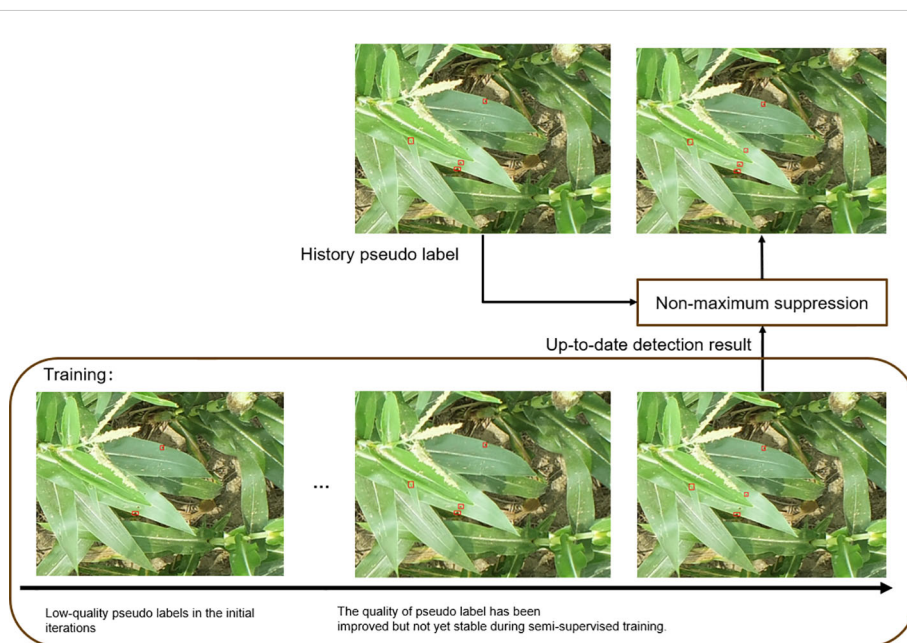 History pseudo label
Non-maximum suppression
Up-to-date detection result
Training:
...
Low-quality pseudo labels in the initial
iterations
The quality of pseudo label has been
improved but not yet stable during semi-supervised training.